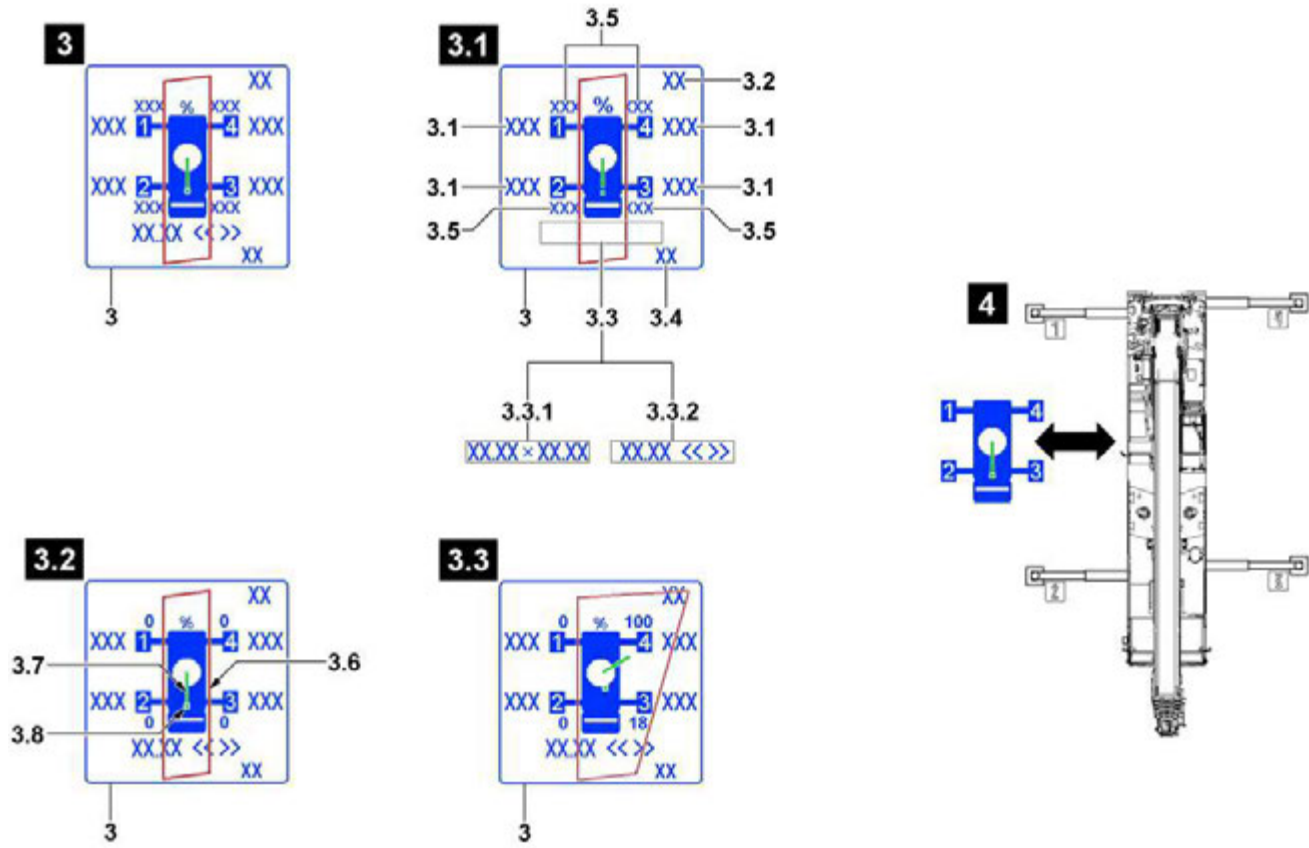 3
XX
XXX % XXX
XXX 1 4 XXX
XXX 2 3 XXX
XXX XXX
XX.XX << >>
XX
3
3.1
3.5
XX 3.2
XXX % XXX
3.1 XXX 1 4 XXX 3.1
3.1 XXX 2 3 XXX 3.1
3.5 XXX XXX 3.5
XX
3 3.3 3.4
3.3.1 3.3.2
XX.XX × XX.XX XX.XX << >>
3.2
XX
0 % 0
XXX 1 4 XXX
3.7 3.6
XXX 2 3 XXX
3.8 0 0
XX.XX << >>
XX
3
3.3
XX
0 % 100
XXX 1 4 XXX
XXX 2 3 XXX
0 18
XX.XX << >>
XX
3
4
1
1 4
2 3
2 3